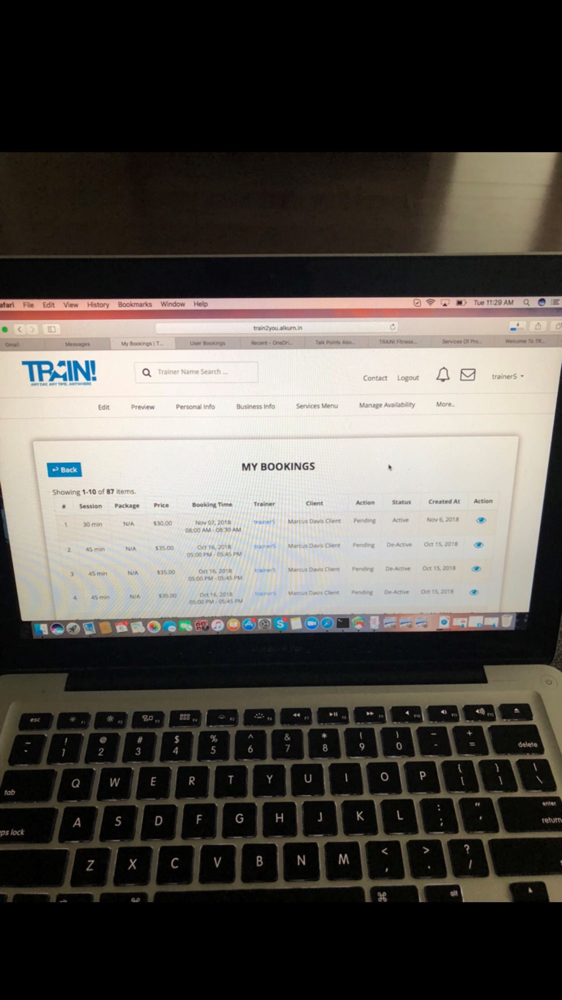 afari File Edit View History Bookmarks Window Help
Tue 11:29 AM
train2you.alkurn.in
Gmail Messages My Bookings | T... User Bookings Recent - OneDri... Talk Points Abo... TRAIN! Fitness... Services Of Pro... Welcome To TR...
TRAIN!
ANY DAY, ANY TIME, ANYWHERE
Trainer Name Search ...
Contact Logout trainer5
Edit Preview Personal Info Business Info Services Menu Manage Availability More..
Back
MY BOOKINGS
Showing 1-10 of 87 items.
# Session Package Price Booking Time Trainer Client Action Status Created At Action
1 30 min N/A $30.00 Nov 07, 2018 trainer5 Marcus Davis Client Pending Active Nov 6, 2018
08:00 AM - 08:30 AM
2 45 min N/A $35.00 Oct 16, 2018 trainer5 Marcus Davis Client Pending De-Active Oct 15, 2018
05:00 PM - 05:45 PM
3 45 min N/A $35.00 Oct 16, 2018 trainer5 Marcus Davis Client Pending De-Active Oct 15, 2018
05:00 PM - 05:45 PM
4 45 min N/A $35.00 Oct 16, 2018 trainer5 Marcus Davis Client Pending De-Active Oct 15, 2018
05:00 PM - 05:45 PM
MacBook Pro
esc F1 F2 F3 F4 F5 F6 F7 F8 F9 F10 F11 F12
~ ! @ # $ % ^ & * ( ) _ +
` 1 2 3 4 5 6 7 8 9 0 - = delete
tab Q W E R T Y U I O P { [ } ] | \
ps lock A S D F G H J K L : ; " ' enter
return
Z X C V B N M < , > . ? /
⌘ ⌘ alt